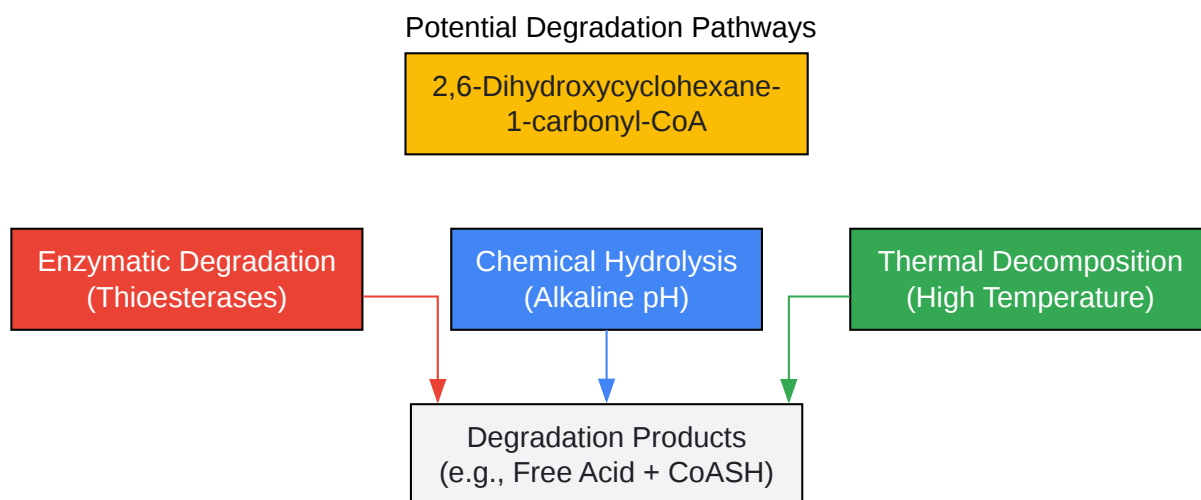 Potential Degradation Pathways
2,6-Dihydroxycyclohexane-
1-carbonyl-CoA
Enzymatic Degradation
(Thioesterases)
Chemical Hydrolysis
(Alkaline pH)
Thermal Decomposition
(High Temperature)
Degradation Products
(e.g., Free Acid + CoASH)